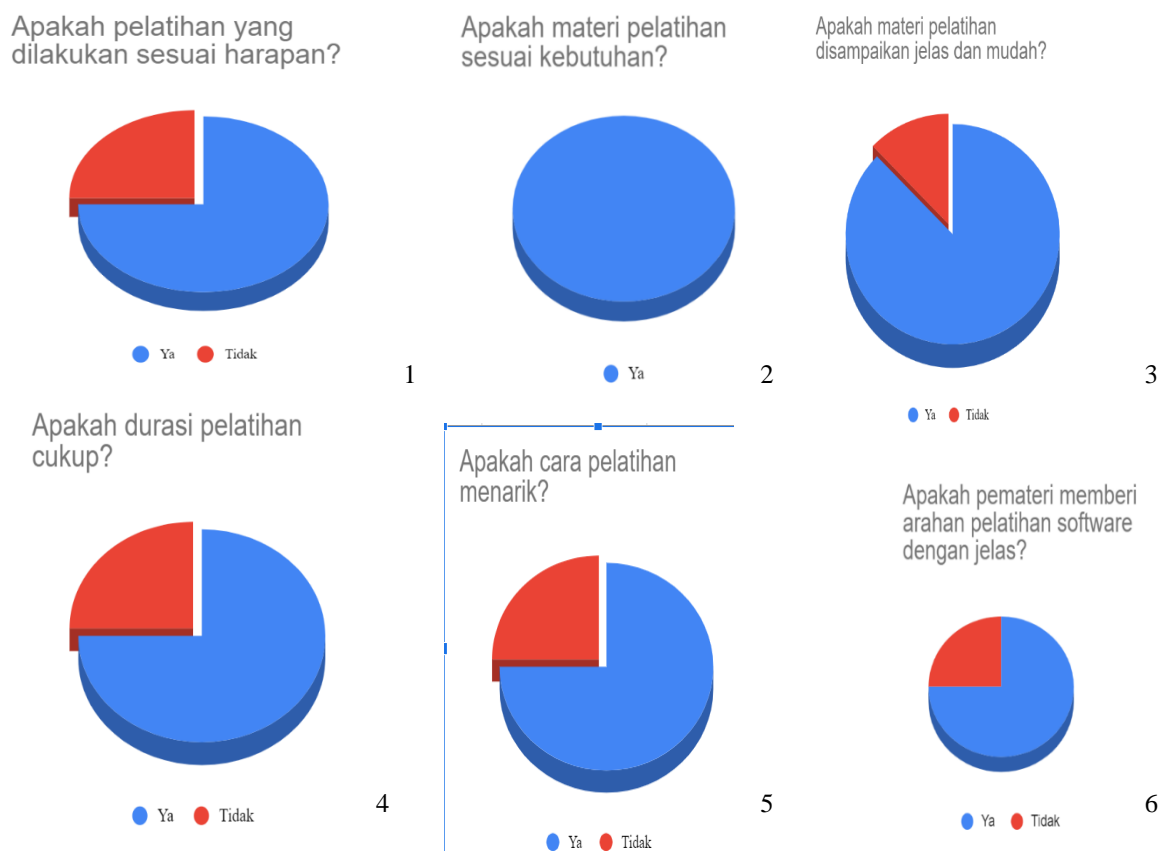 Apakah pelatihan yang
dilakukan sesuai harapan?
Ya Tidak
1
Apakah materi pelatihan
sesuai kebutuhan?
Ya
2
Apakah materi pelatihan
disampaikan jelas dan mudah?
Ya Tidak
3
Apakah durasi pelatihan
cukup?
Ya Tidak
4
Apakah cara pelatihan
menarik?
Ya Tidak
5
Apakah pemateri memberi
arahan pelatihan software
dengan jelas?
Ya Tidak
6